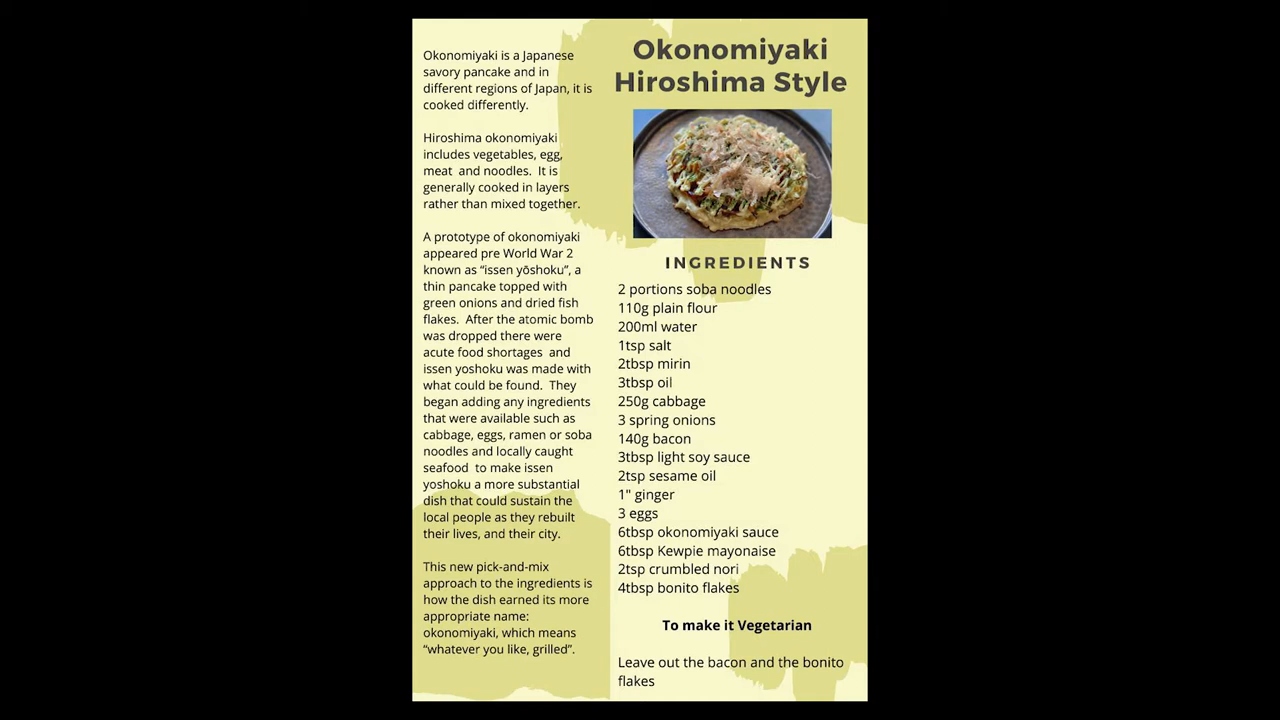 Okonomiyaki is a Japanese
savory pancake and in
different regions of Japan, it is
cooked differently.
Hiroshima okonomiyaki
includes vegetables, egg,
meat  and noodles.  It is
generally cooked in layers
rather than mixed together.
A prototype of okonomiyaki
appeared pre World War 2
known as “issen yōshoku”, a
thin pancake topped with
green onions and dried fish
flakes.  After the atomic bomb
was dropped there were
acute food shortages  and
issen yoshoku was made with
what could be found.  They
began adding any ingredients
that were available such as
cabbage, eggs, ramen or soba
noodles and locally caught
seafood  to make issen
yoshoku a more substantial
dish that could sustain the
local people as they rebuilt
their lives, and their city.
This new pick-and-mix
approach to the ingredients is
how the dish earned its more
appropriate name:
okonomiyaki, which means
“whatever you like, grilled”.
Okonomiyaki
Hiroshima Style
INGREDIENTS
2 portions soba noodles
110g plain flour
200ml water
1tsp salt
2tbsp mirin
3tbsp oil
250g cabbage
3 spring onions
140g bacon
3tbsp light soy sauce
2tsp sesame oil
1" ginger
3 eggs
6tbsp okonomiyaki sauce
6tbsp Kewpie mayonaise
2tsp crumbled nori
4tbsp bonito flakes
To make it Vegetarian
Leave out the bacon and the bonito
flakes